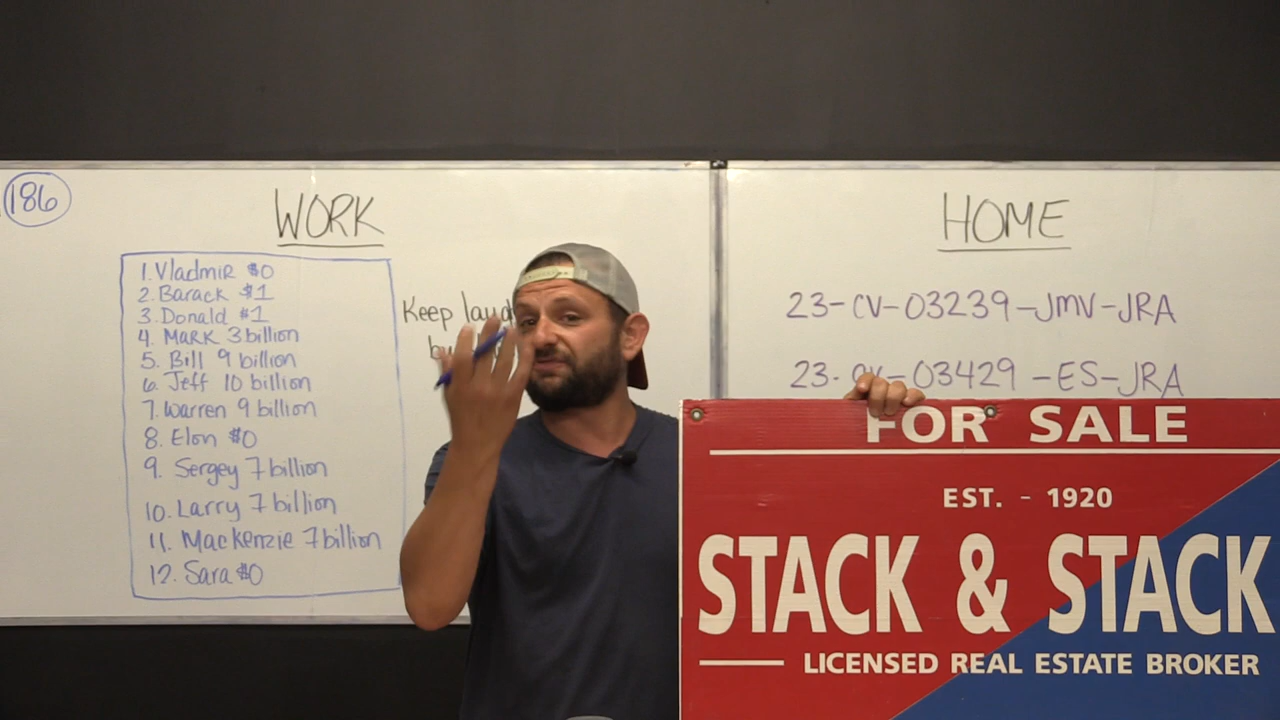 186
WORK
1. Vladmir $0
2. Barack $1
3. Donald $1
4. Mark 3 billion
5. Bill 9 billion
6. Jeff 10 billion
7. Warren 9 billion
8. Elon $0
9. Sergey 7 billion
10. Larry 7 billion
11. Mackenzie 7 billion
12. Sara $0
Keep
HOME
23-CV-03239-JMV-JRA
23-CV-03429-ES-JRA
FOR SALE
EST. - 1920
STACK & STACK
LICENSED REAL ESTATE BROKER